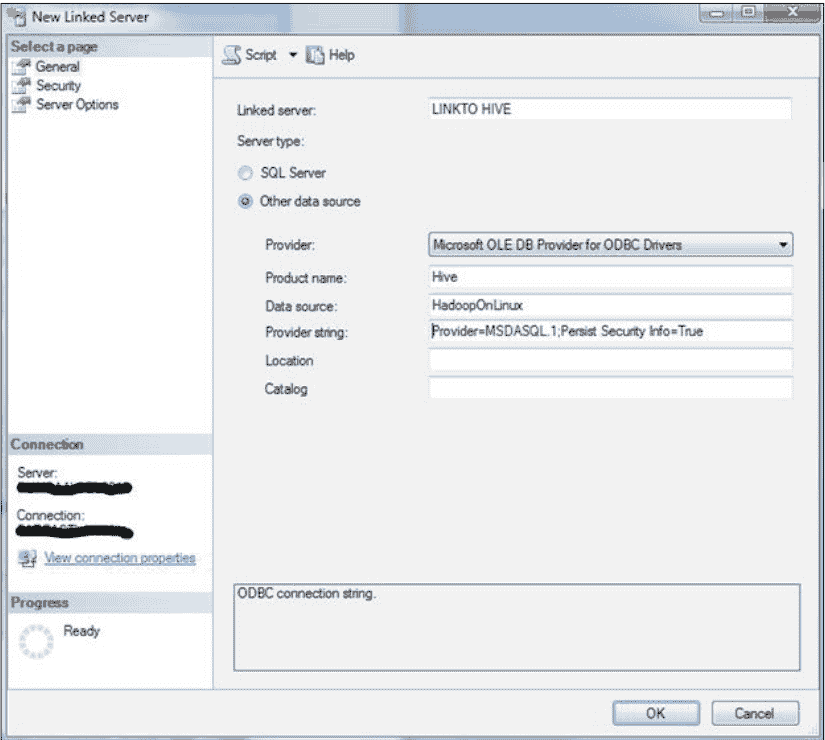 New Linked Server
Select a page
General
Security
Server Options
Script Help
Linked server: LINKTO HIVE
Server type:
SQL Server
Other data source
Provider: Microsoft OLE DB Provider for ODBC Drivers
Product name: Hive
Data source: HadoopOnLinux
Provider string: Provider=MSDASQL.1;Persist Security Info=True
Location
Catalog
Connection
Server:
Connection:
View connection properties
Progress
Ready
ODBC connection string.
OK Cancel